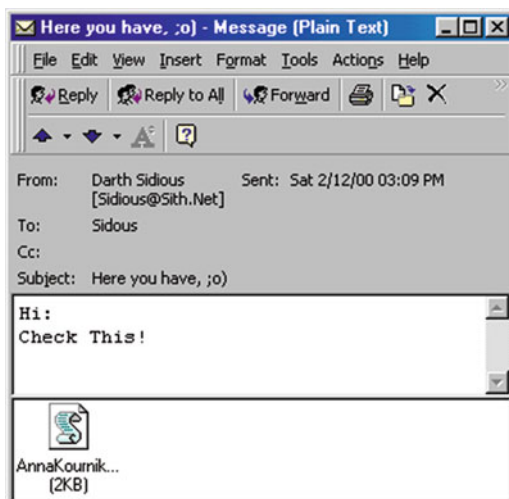 Here you have, ;o) - Message (Plain Text)
File Edit View Insert Format Tools Actions Help
Reply Reply to All Forward
From: Darth Sidious Sent: Sat 2/12/00 03:09 PM
[Sidious@Sith.Net]
To: Sidous
Cc:
Subject: Here you have, ;o)
Hi:
Check This!
AnnaKournik...
(2KB)